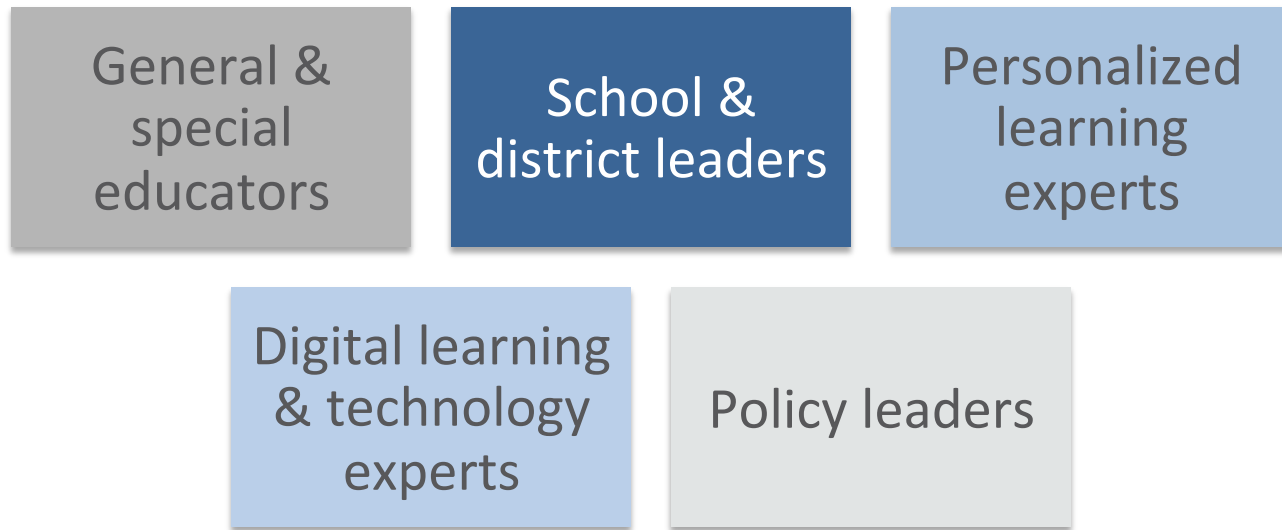 General &
special
educators
School &
district leaders
Personalized
learning
experts
Digital learning
& technology
experts
Policy leaders